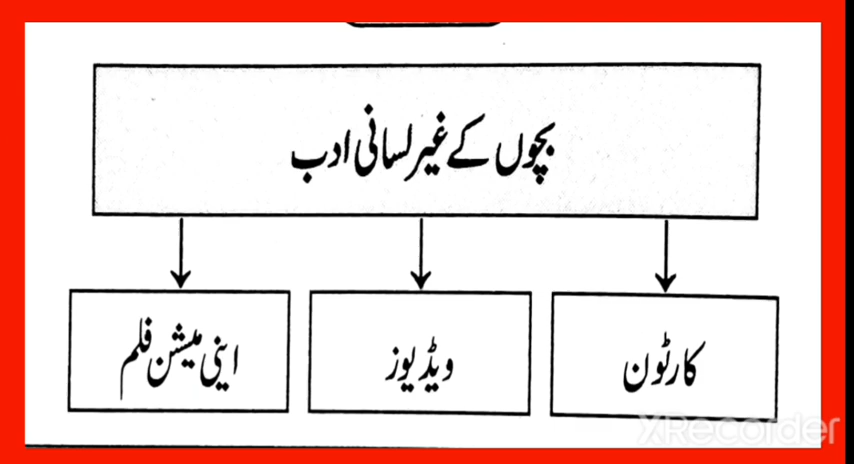 بچوں کے غیر لسانی ادب
کارٹون
ویڈیوز
اینی میشن فلم
XRecorder